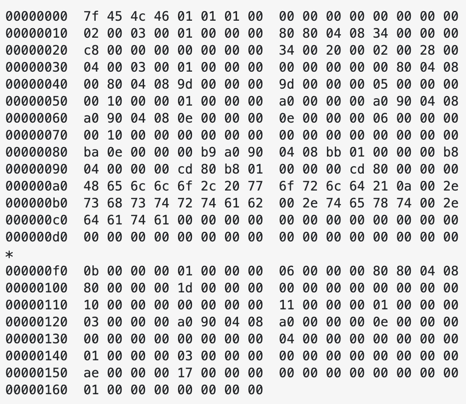 00000000  7f 45 4c 46 01 01 01 00  00 00 00 00 00 00 00 00
00000010  02 00 03 00 01 00 00 00  80 80 04 08 34 00 00 00
00000020  c8 00 00 00 00 00 00 00  34 00 20 00 02 00 28 00
00000030  04 00 03 00 01 00 00 00  00 00 00 00 00 80 04 08
00000040  00 80 04 08 9d 00 00 00  9d 00 00 00 05 00 00 00
00000050  00 10 00 00 01 00 00 00  a0 00 00 00 a0 90 04 08
00000060  a0 90 04 08 0e 00 00 00  0e 00 00 00 06 00 00 00
00000070  00 10 00 00 00 00 00 00  00 00 00 00 00 00 00 00
00000080  ba 0e 00 00 00 b9 a0 90  04 08 bb 01 00 00 00 b8
00000090  04 00 00 00 cd 80 b8 01  00 00 00 cd 80 00 00 00
000000a0  48 65 6c 6c 6f 2c 20 77  6f 72 6c 64 21 0a 00 2e
000000b0  73 68 73 74 72 74 61 62  00 2e 74 65 78 74 00 2e
000000c0  64 61 74 61 00 00 00 00  00 00 00 00 00 00 00 00
000000d0  00 00 00 00 00 00 00 00  00 00 00 00 00 00 00 00
*
000000f0  0b 00 00 00 01 00 00 00  06 00 00 00 80 80 04 08
00000100  80 00 00 00 1d 00 00 00  00 00 00 00 00 00 00 00
00000110  10 00 00 00 00 00 00 00  11 00 00 00 01 00 00 00
00000120  03 00 00 00 a0 90 04 08  a0 00 00 00 0e 00 00 00
00000130  00 00 00 00 00 00 00 00  04 00 00 00 00 00 00 00
00000140  01 00 00 00 03 00 00 00  00 00 00 00 00 00 00 00
00000150  ae 00 00 00 17 00 00 00  00 00 00 00 00 00 00 00
00000160  01 00 00 00 00 00 00 00